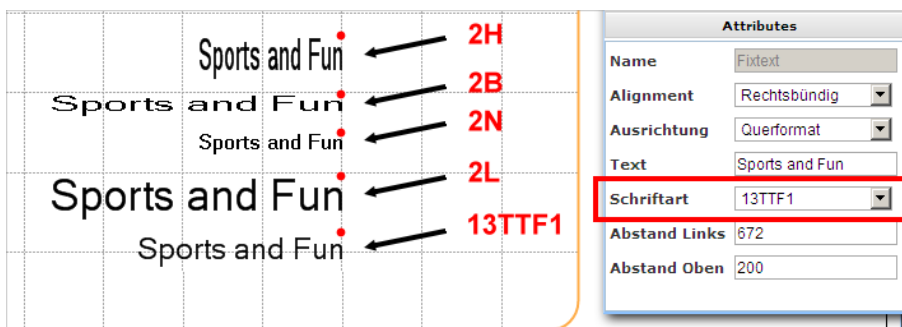 Sports and Fun 2H
Sports and Fun 2B
Sports and Fun 2N
Sports and Fun 2L
Sports and Fun 13TTF1
Attributes
Name Fixtext
Alignment Rechtsbündig
Ausrichtung Querformat
Text Sports and Fun
Schriftart 13TTF1
Abstand Links 672
Abstand Oben 200